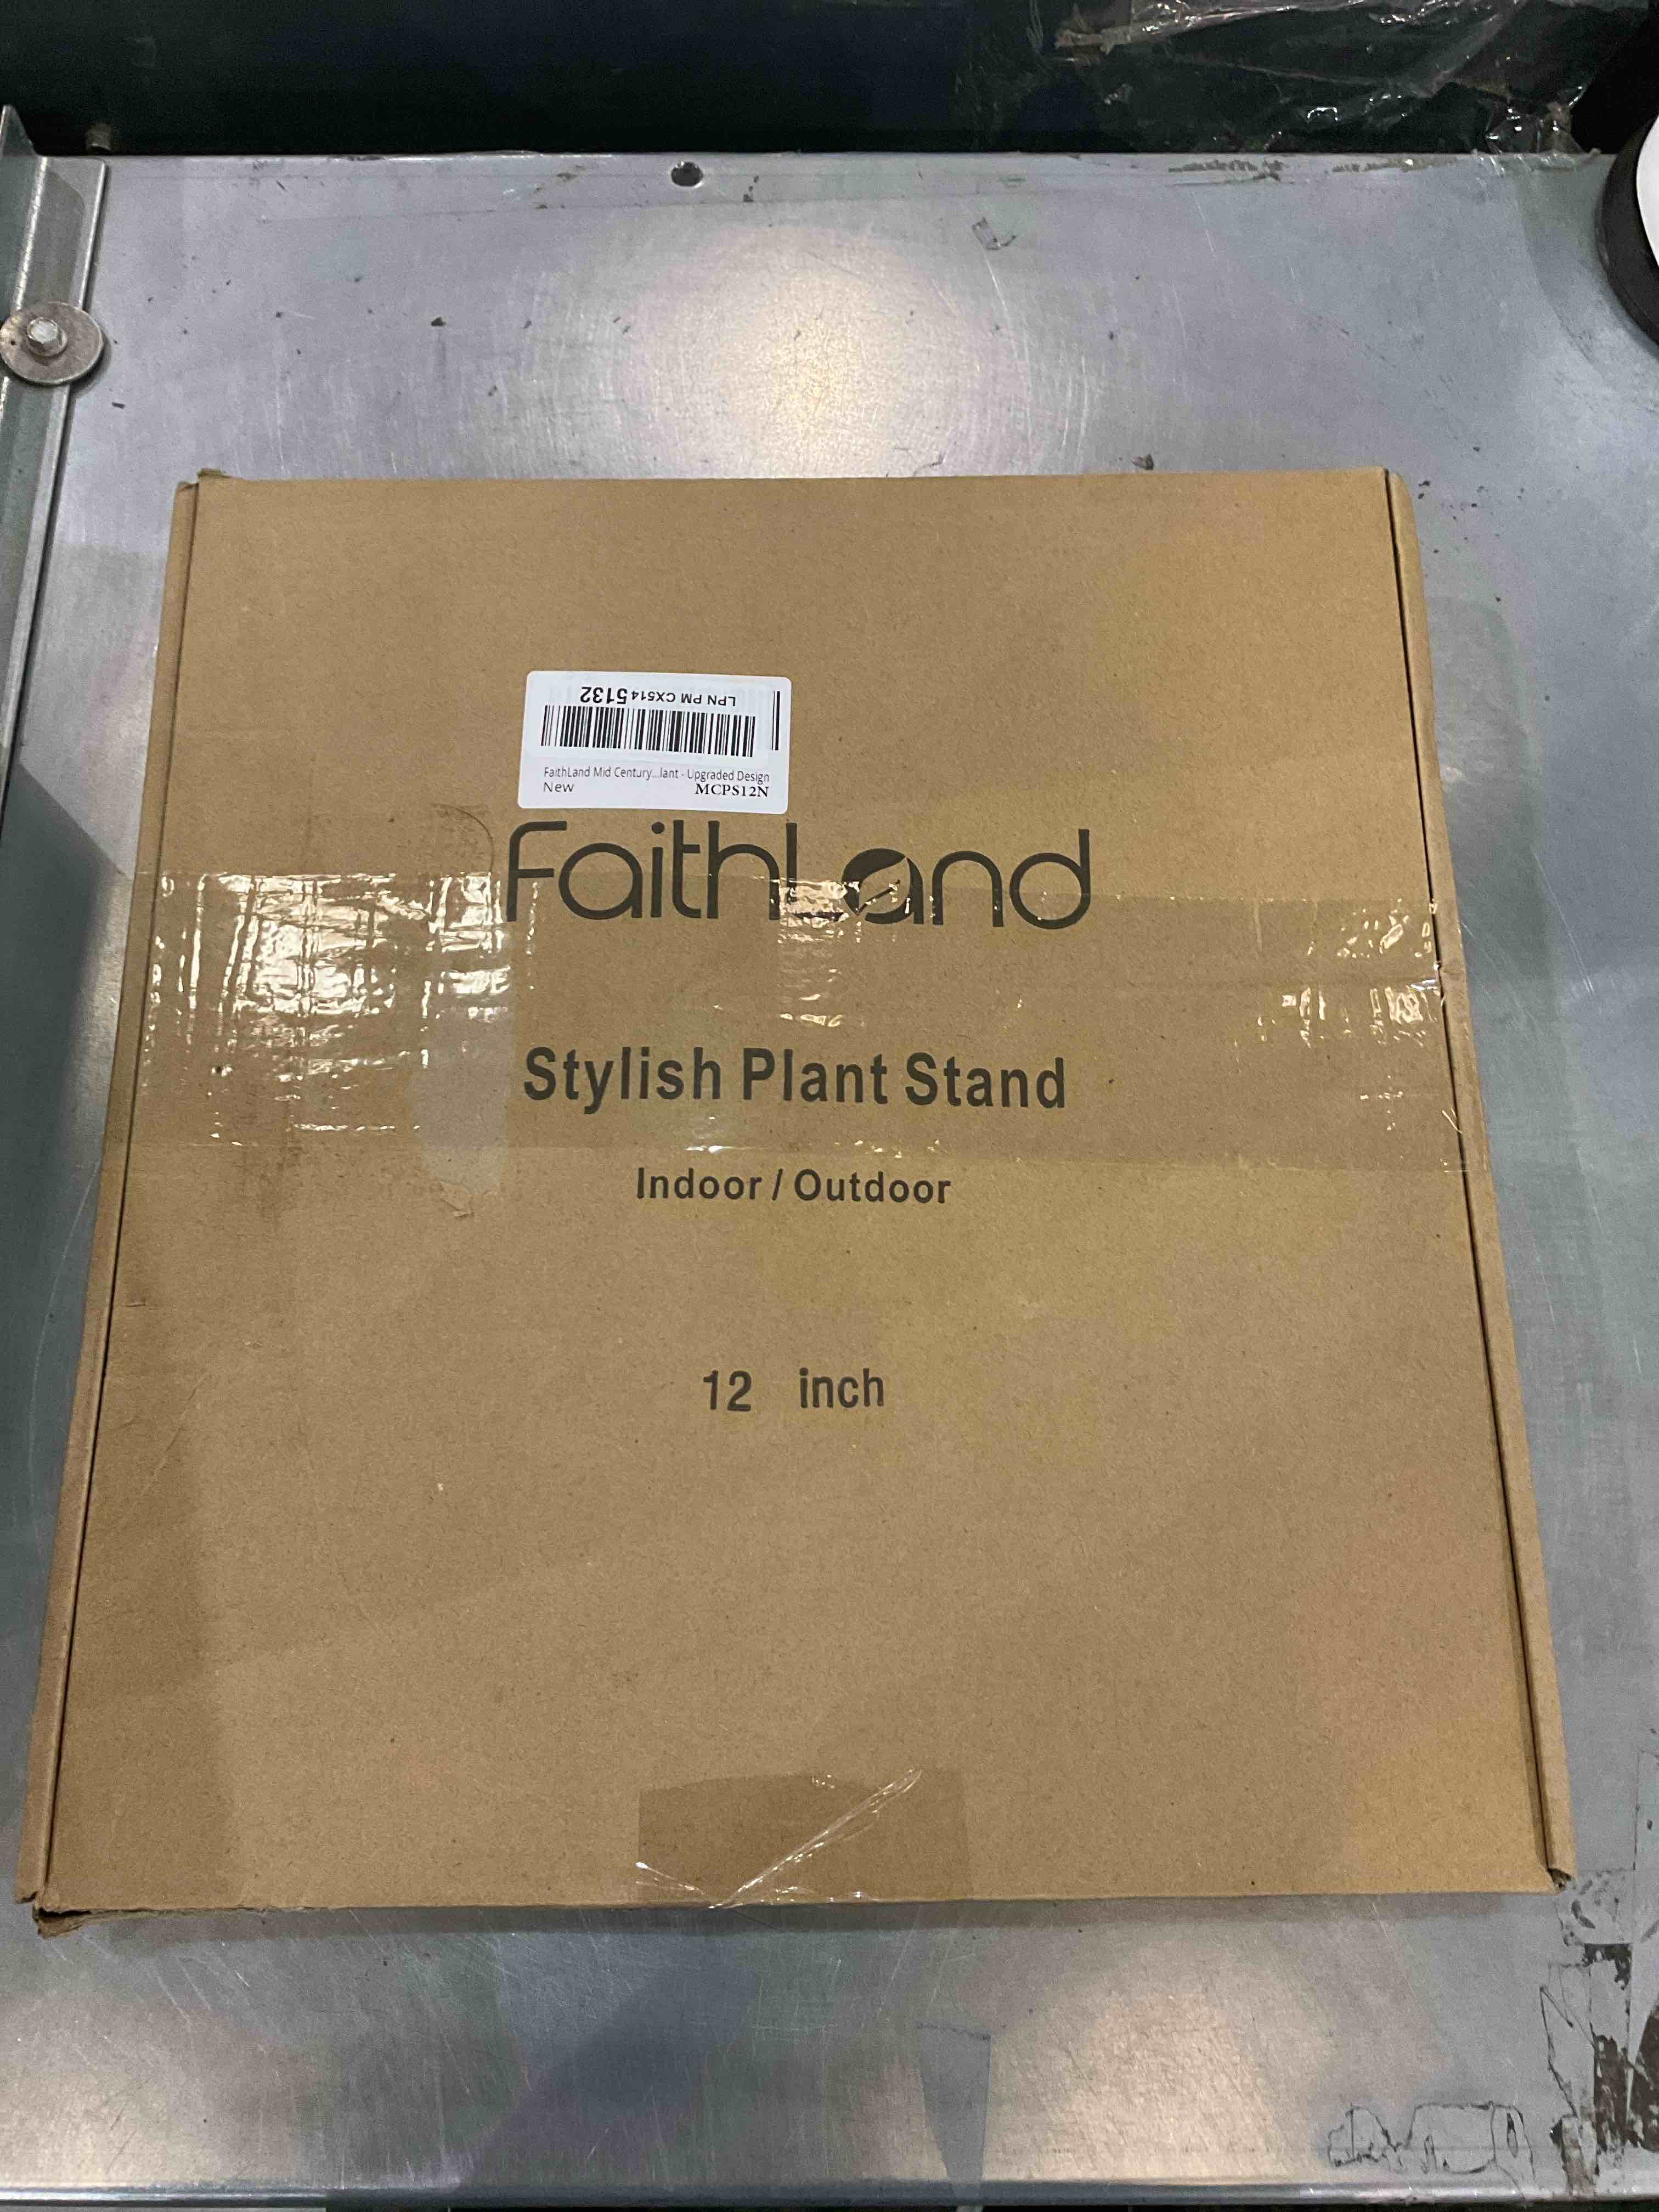 LPN PM CX5145132
FaithLand Mid Century...lant - Upgraded Design
New MCPS12N
FaithLand
Stylish Plant Stand
Indoor / Outdoor
12 inch